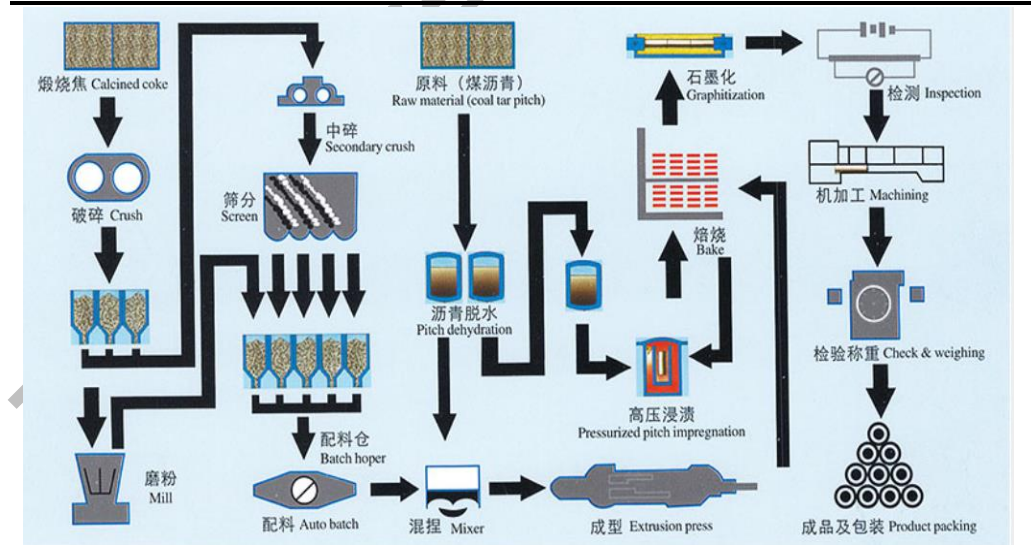 煅烧焦 Calcined coke
破碎 Crush
磨粉
Mill
中碎
Secondary crush
筛分
Screen
配料仓
Batch hoper
配料 Auto batch
原料（煤沥青）
Raw material (coal tar pitch)
沥青脱水
Pitch dehydration
混捏 Mixer
成型 Extrusion press
高压浸渍
Pressurized pitch impregnation
焙烧
Bake
石墨化
Graphitization
检测 Inspection
机加工 Machining
检验称重 Check & weighing
成品及包装 Product packing